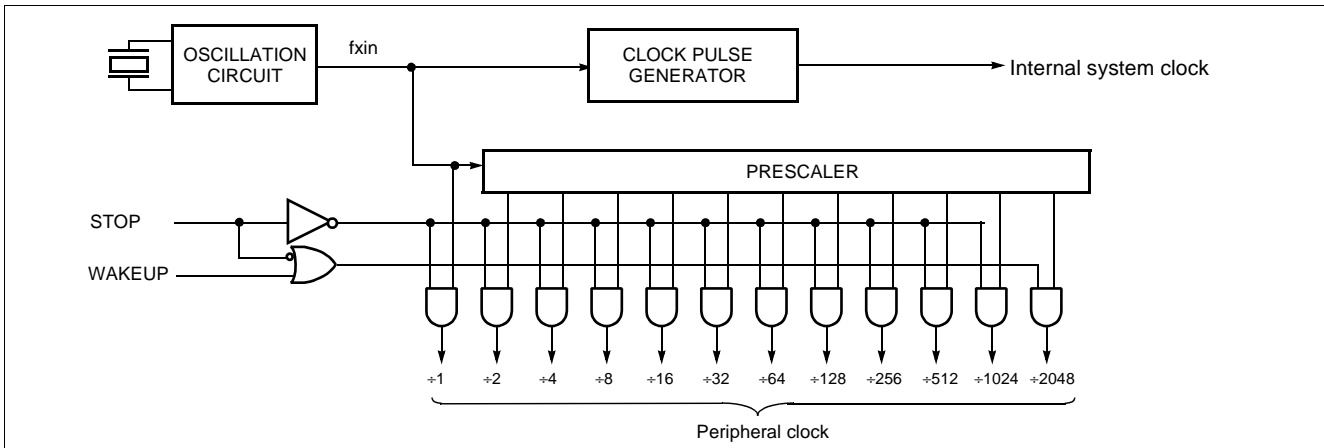 OSCILLATION
CIRCUIT
fxin
CLOCK PULSE
GENERATOR
Internal system clock
PRESCALER
STOP
WAKEUP
÷1 ÷2 ÷4 ÷8 ÷16 ÷32 ÷64 ÷128 ÷256 ÷512 ÷1024 ÷2048
Peripheral clock